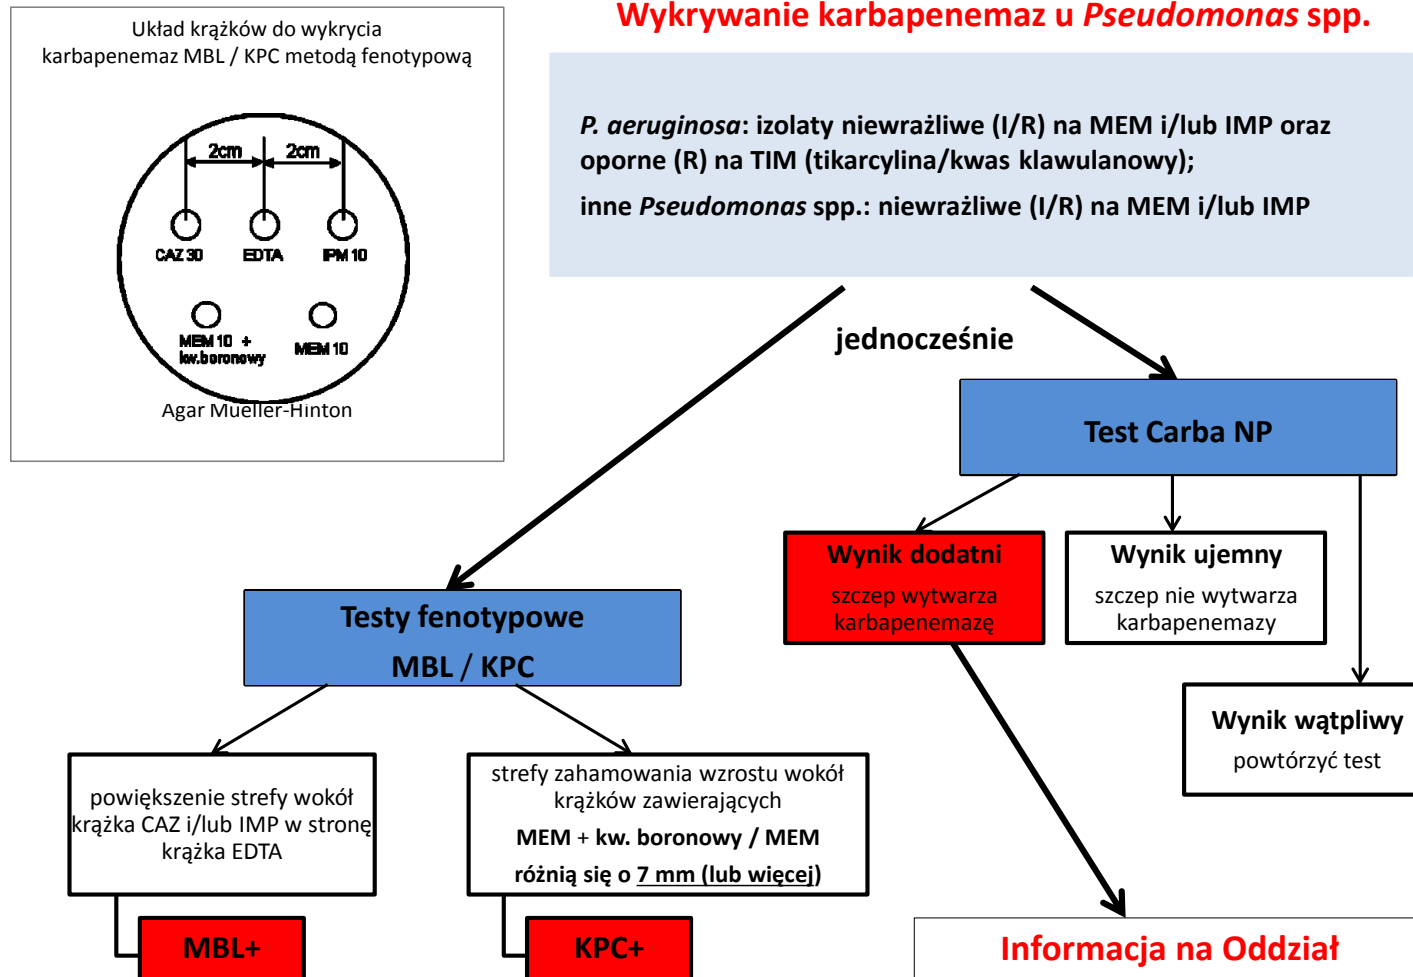 Wykrywanie karbapenemaz u Pseudomonas spp.
Układ krążków do wykrycia
karbapenemaz MBL / KPC metodą fenotypową
2cm 2cm
CAZ 30 EDTA IPM 10
MEM 10 +
kw.boronowy
MEM 10
Agar Mueller-Hinton
P. aeruginosa: izolaty niewrażliwe (I/R) na MEM i/lub IMP oraz
oporne (R) na TIM (tikarcylina/kwas klawulanowy);
inne Pseudomonas spp.: niewrażliwe (I/R) na MEM i/lub IMP
jednocześnie
Test Carba NP
Wynik dodatni
szczep wytwarza
karbapenemazę
Wynik ujemny
szczep nie wytwarza
karbapenemazy
Wynik wątpliwy
powtórzyć test
Testy fenotypowe
MBL / KPC
powiększenie strefy wokół
krążka CAZ i/lub IMP w stronę
krążka EDTA
strefy zahamowania wzrostu wokół
krążków zawierających
MEM + kw. boronowy / MEM
różnią się o 7 mm (lub więcej)
MBL+
KPC+
Informacja na Oddział